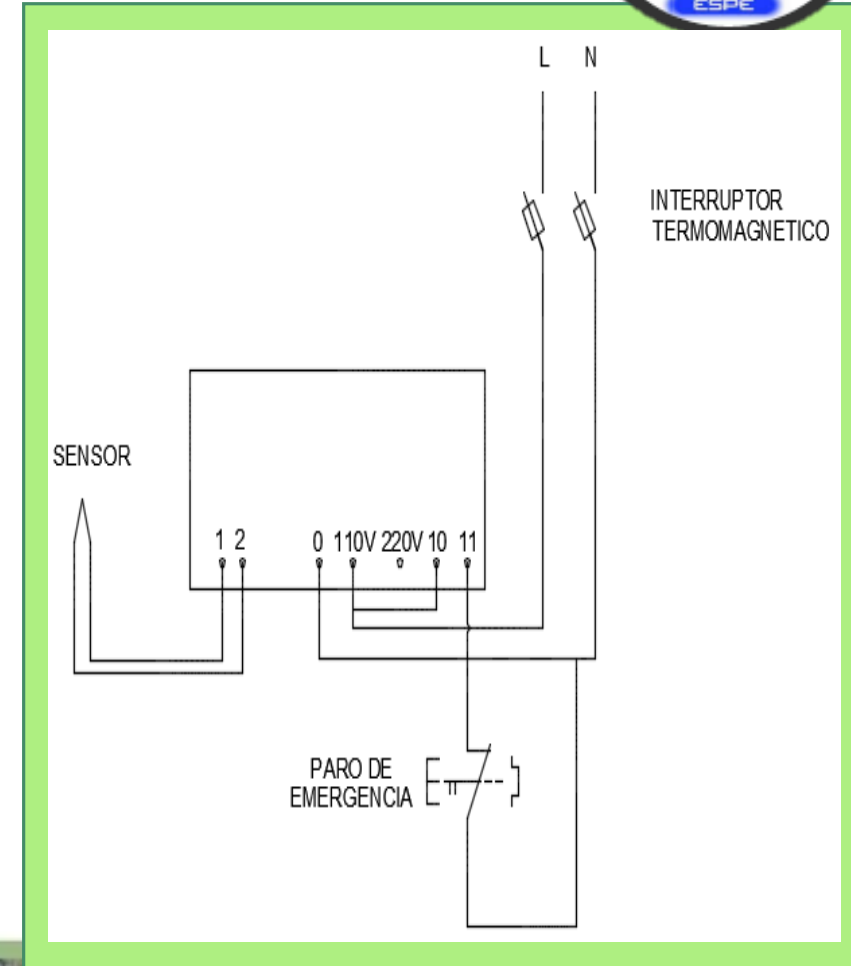 ESPE
L N
INTERRUPTOR
TERMOMAGNETICO
SENSOR
1 2 0 110V 220V 10 11
PARO DE
EMERGENCIA